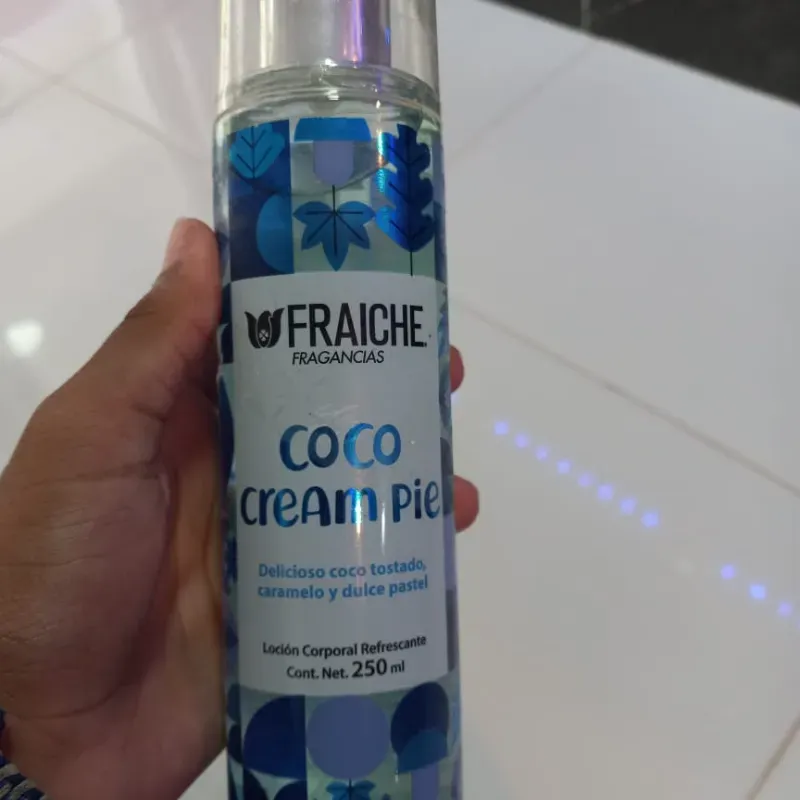 FRAICHE
FRAGANCIAS
COCO
CREAM PIE
Delicioso coco tostado,
caramelo y dulce pastel
Loción Corporal Refrescante
Cont. Net. 250 ml